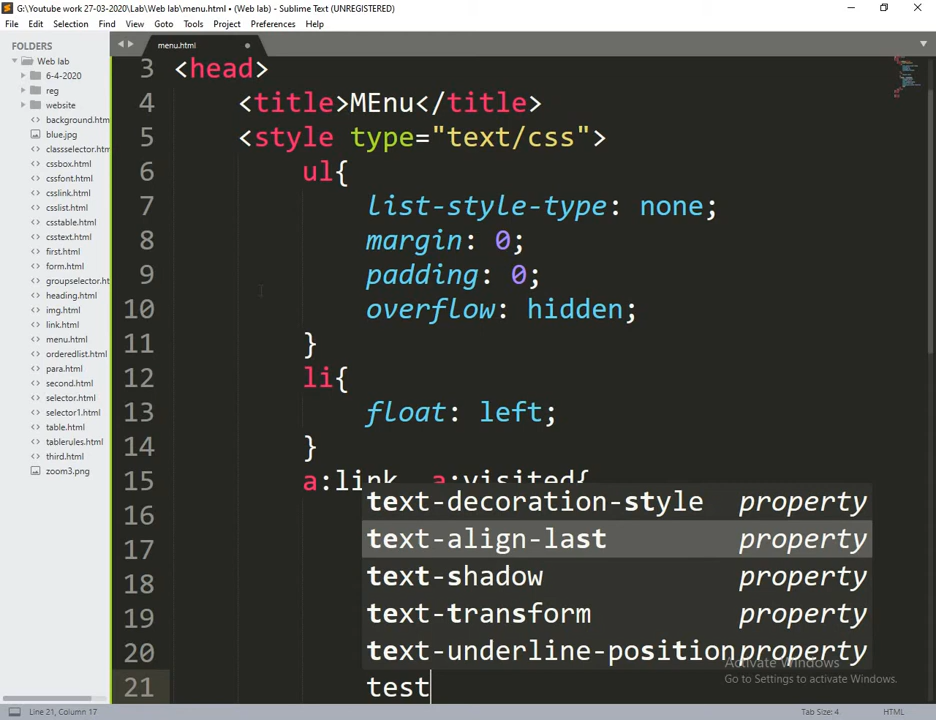 G:\Youtube work 27-03-2020\Lab\Web lab\menu.html • (Web lab) - Sublime Text (UNREGISTERED)
File Edit Selection Find View Goto Tools Project Preferences Help
FOLDERS
Web lab
6-4-2020
reg
website
background.htm
blue.jpg
classselector.htm
cssbox.html
cssfont.html
csslink.html
csslist.html
csstable.html
csstext.html
first.html
form.html
groupselector.ht
heading.html
img.html
link.html
menu.html
orderedlist.html
para.html
second.html
selector.html
selector1.html
table.html
tablerules.html
third.html
zoom3.png
menu.html
3 <head>
4 <title>MEnu</title>
5 <style type="text/css">
6 ul{
7 list-style-type: none;
8 margin: 0;
9 padding: 0;
10 overflow: hidden;
11 }
12 li{
13 float: left;
14 }
15 a:link, a:visited{
16
17
18
20
21 test
text-decoration-style property
text-align-last property
text-shadow property
text-transform property
text-underline-position property
Activate Windows
Go to Settings to activate Windows.
Line 21, Column 17
Tab Size: 4
HTML